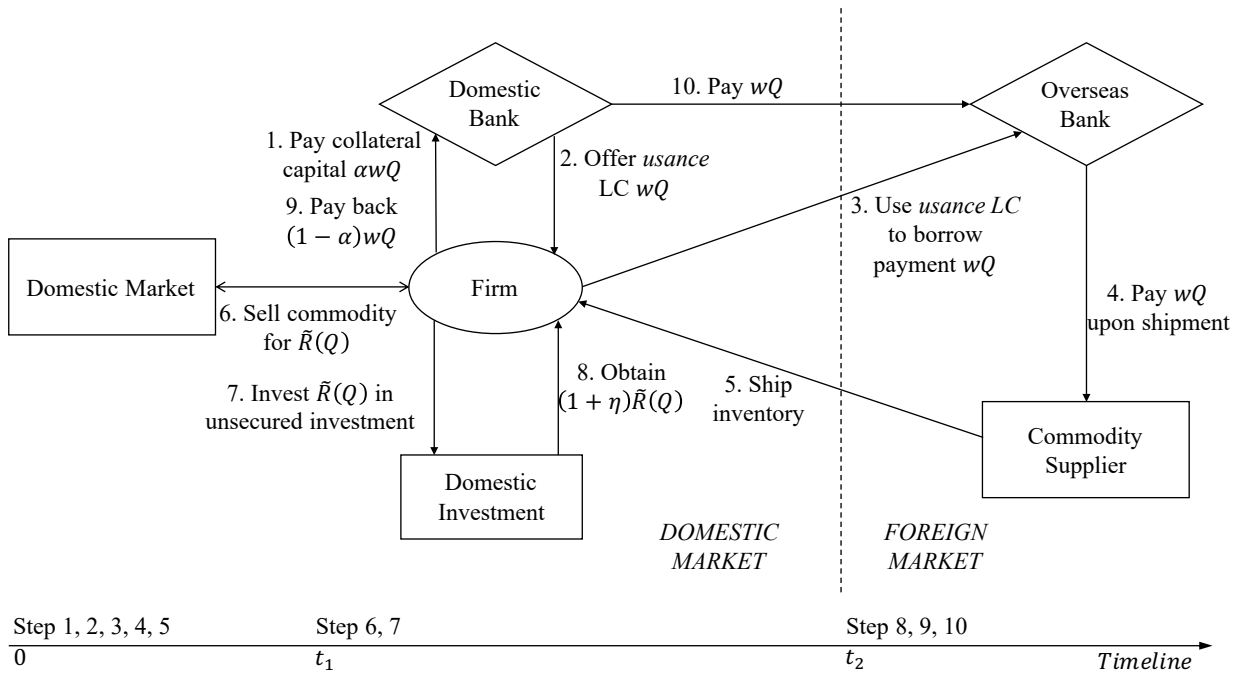 Domestic
Bank
10. Pay wQ
Overseas
Bank
1. Pay collateral
capital αwQ
2. Offer usance
LC wQ
9. Pay back
(1 − α)wQ
3. Use usance LC
to borrow
payment wQ
Domestic Market
Firm
6. Sell commodity
for R̃(Q)
4. Pay wQ
upon shipment
7. Invest R̃(Q) in
unsecured investment
8. Obtain
(1 + η)R̃(Q)
5. Ship
inventory
Commodity
Supplier
Domestic
Investment
DOMESTIC
MARKET
FOREIGN
MARKET
Step 1, 2, 3, 4, 5
Step 6, 7
Step 8, 9, 10
0
t₁
t₂
Timeline